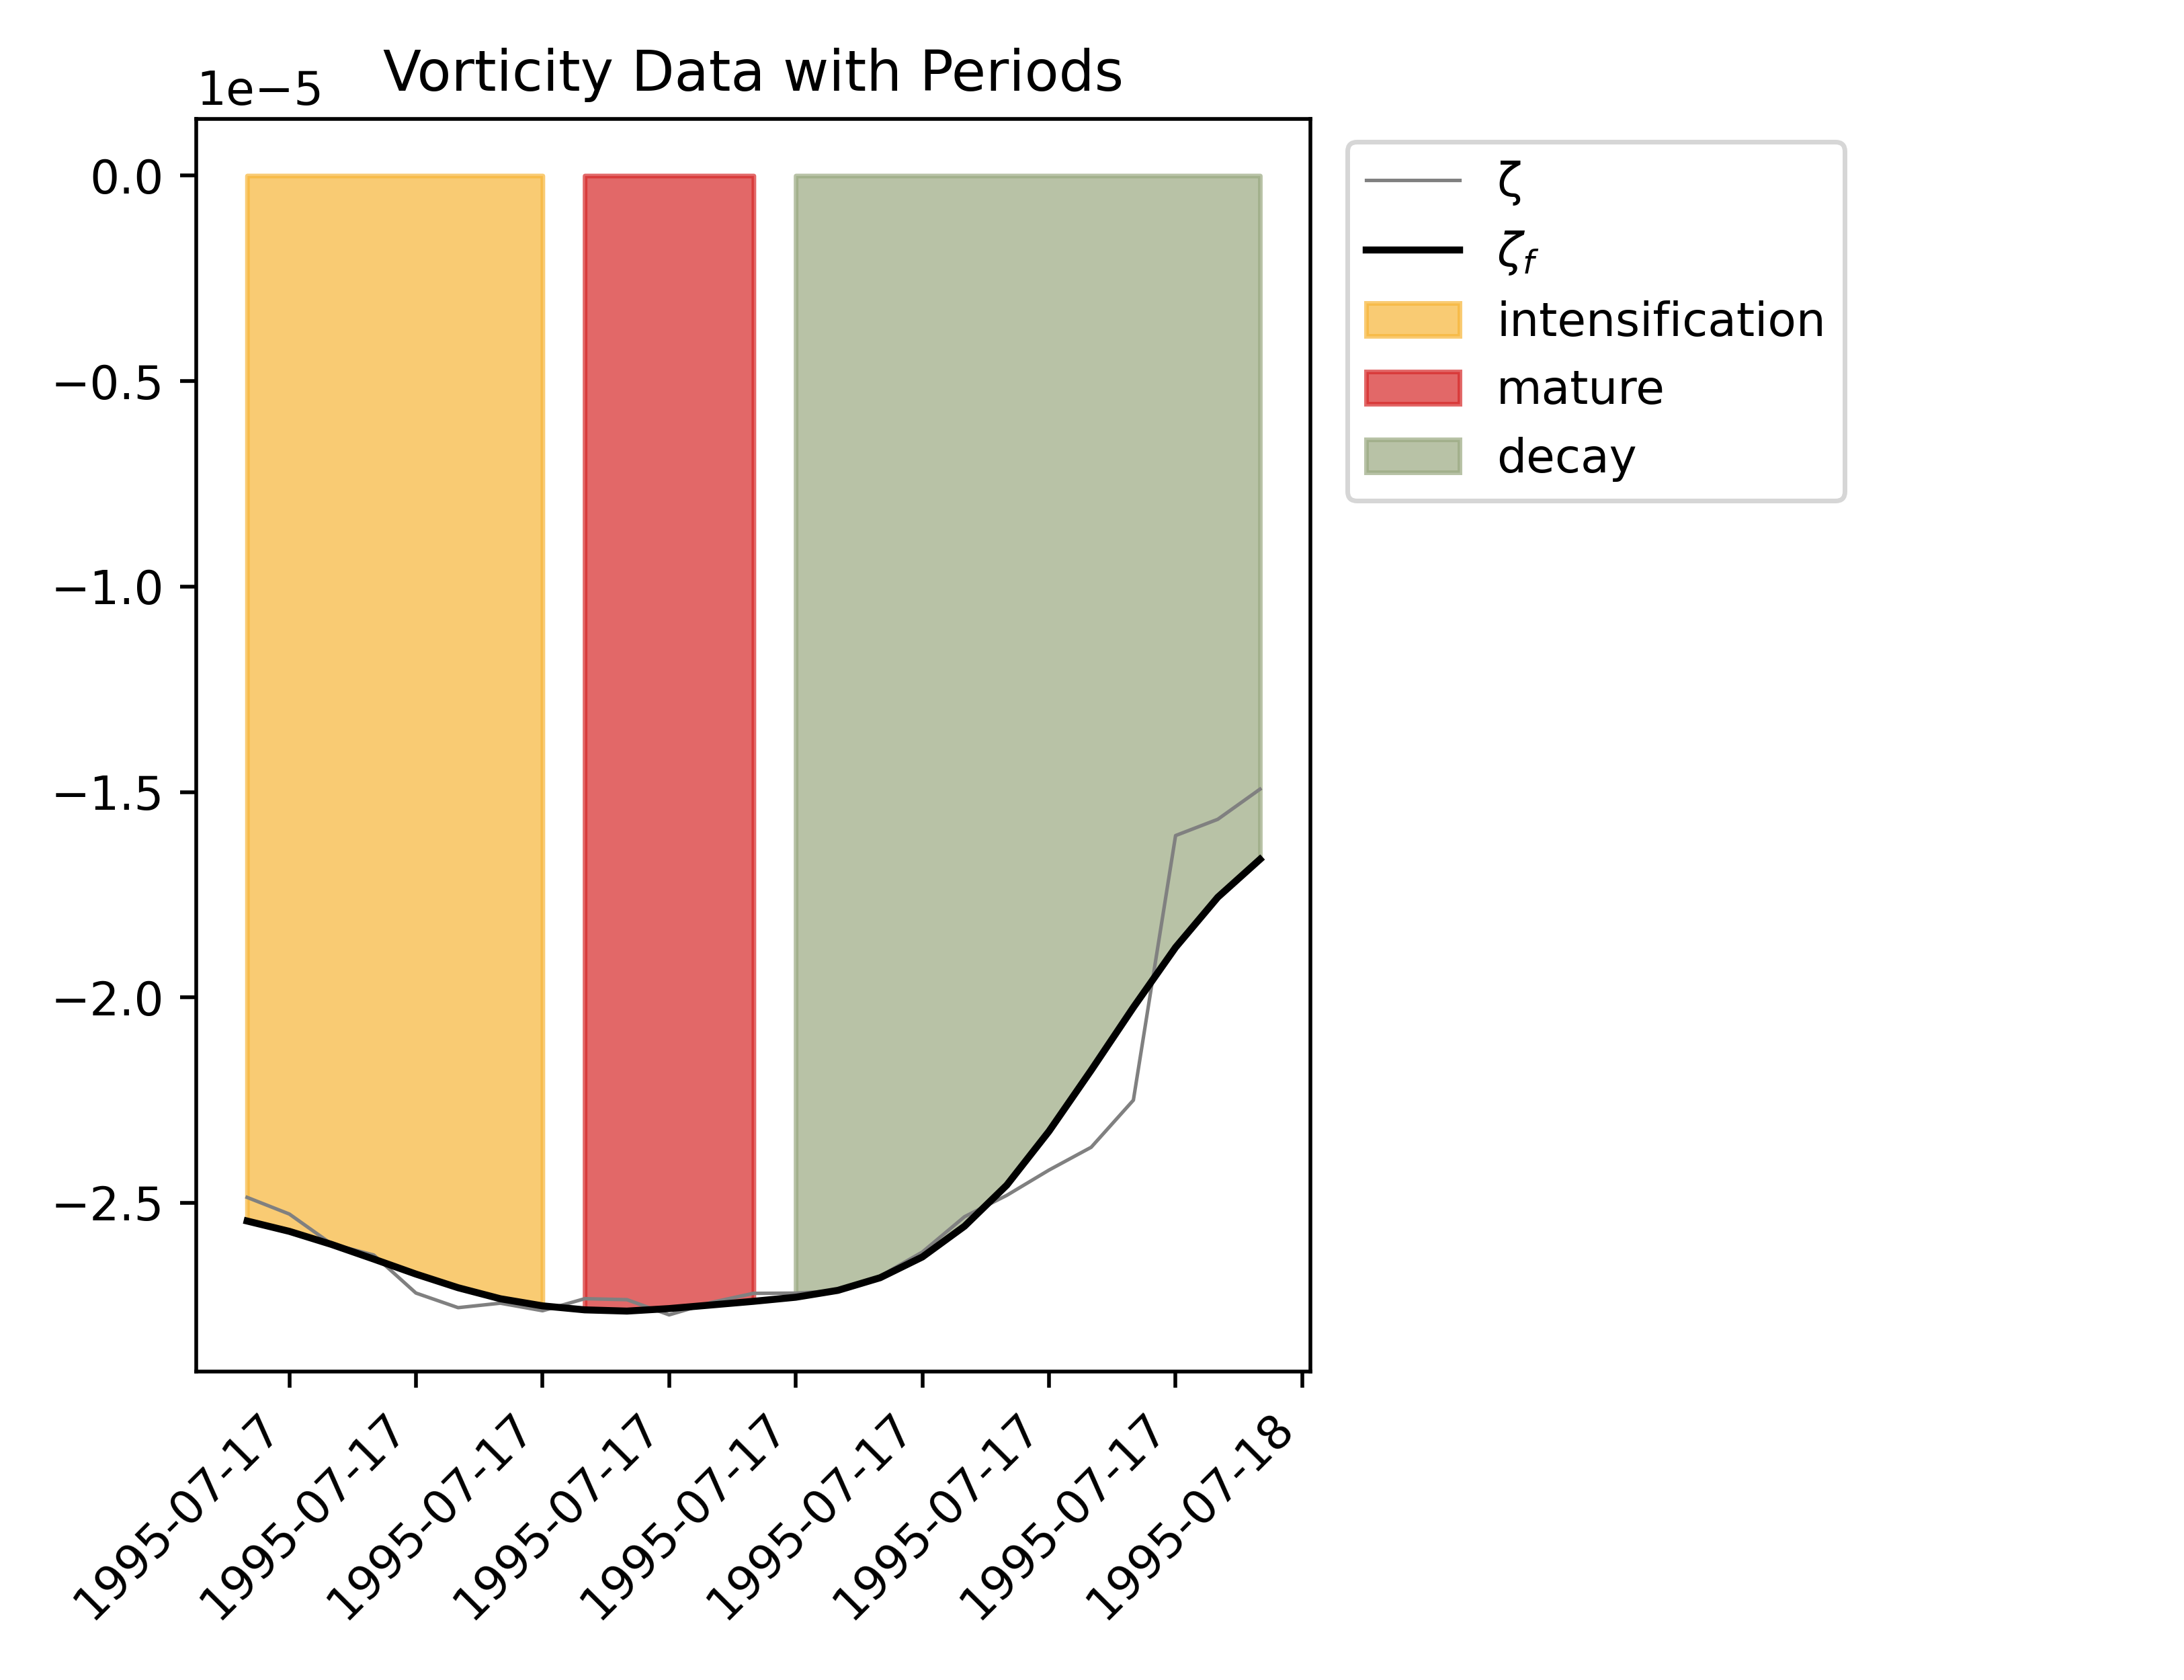 Vorticity Data with Periods
1e−5
0.0
−0.5
−1.0
−1.5
−2.0
−2.5
1995-07-17
1995-07-17
1995-07-17
1995-07-17
1995-07-17
1995-07-17
1995-07-17
1995-07-17
1995-07-18
ζ
ζf
intensification
mature
decay